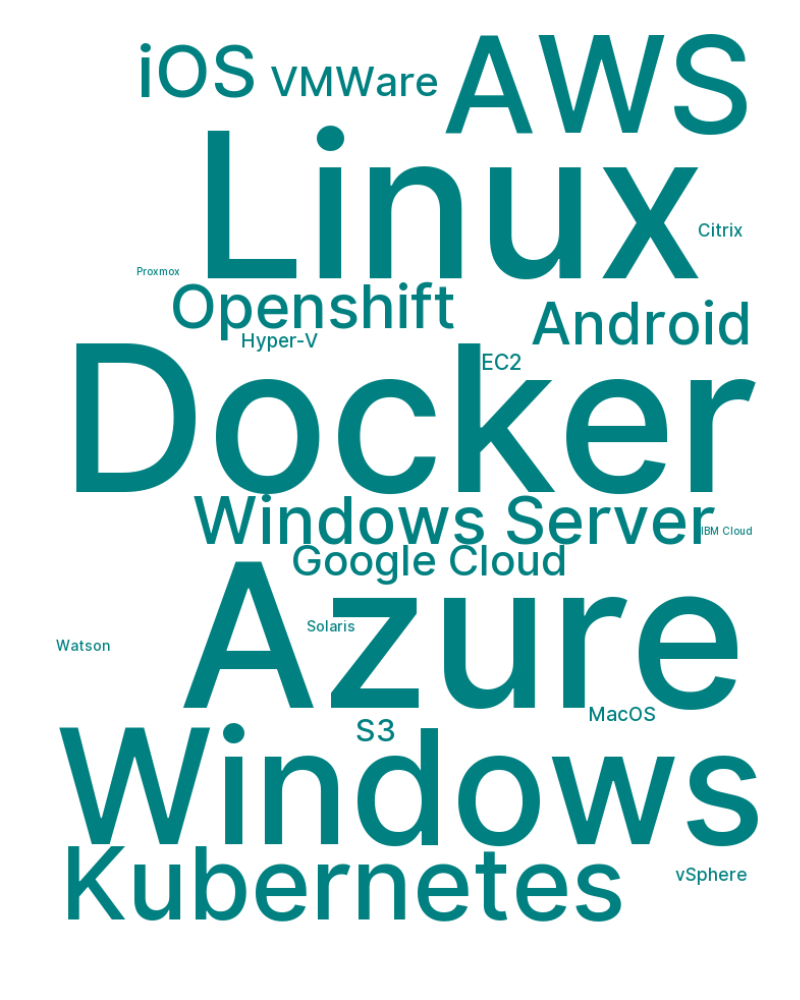 iOS VMWare AWS
Linux
Citrix
Proxmox
Openshift
Android
Hyper-V
EC2
Docker
Windows Server
IBM Cloud
Google Cloud
Azure
Solaris
Watson
MacOS
S3
Windows
Kubernetes
vSphere